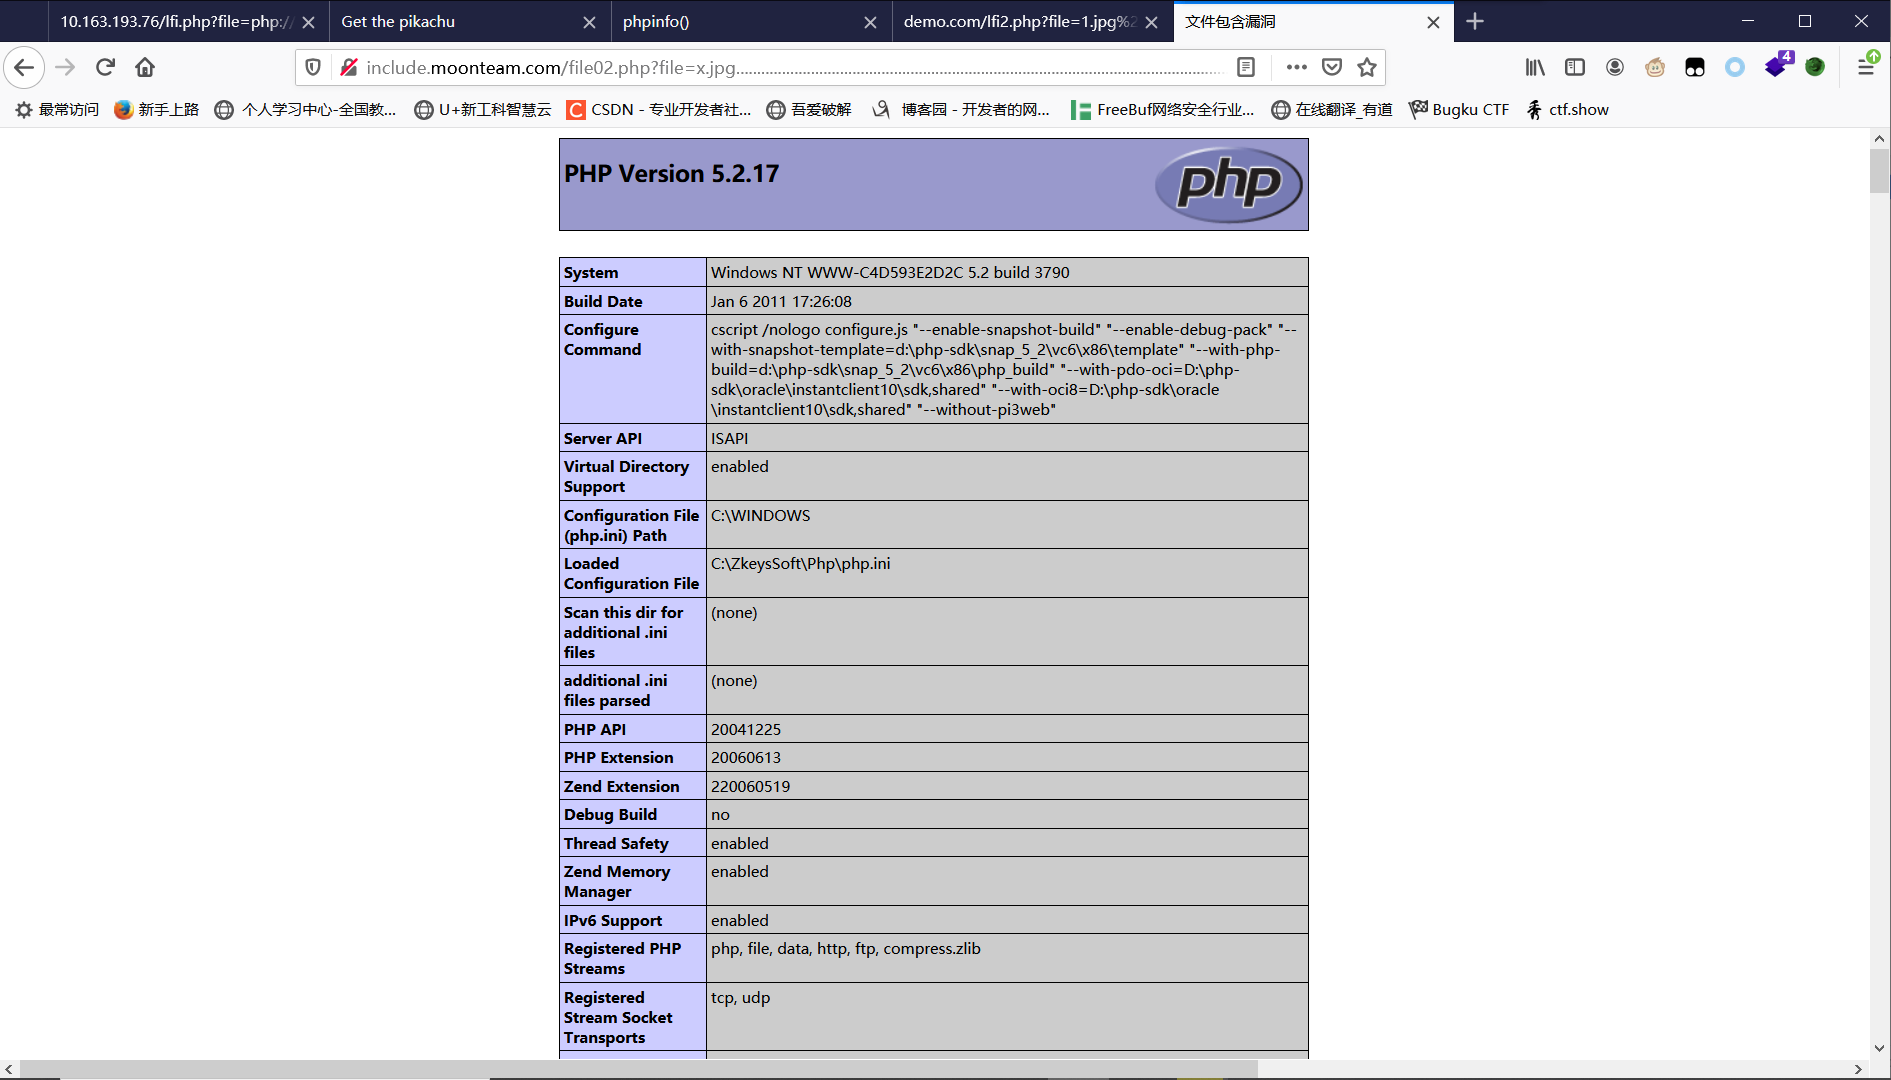 10.163.193.76/lfi.php?file=php:/
Get the pikachu
phpinfo()
demo.com/lfi2.php?file=1.jpg%2
文件包含漏洞
include.moonteam.com/file02.php?file=x.jpg
4
最常访问
新手上路
个人学习中心-全国教...
U+新工科智慧云
CSDN - 专业开发者社...
吾爱破解
博客园 - 开发者的网...
FreeBuf网络安全行业...
在线翻译_有道
Bugku CTF
ctf.show
PHP Version 5.2.17
php
System Windows NT WWW-C4D593E2D2C 5.2 build 3790
Build Date Jan 6 2011 17:26:08
Configure Command
cscript /nologo configure.js "--enable-snapshot-build" "--enable-debug-pack" "--
with-snapshot-template=d:\php-sdk\snap_5_2\vc6\x86\template" "--with-php-
build=d:\php-sdk\snap_5_2\vc6\x86\php_build" "--with-pdo-oci=D:\php-
sdk\oracle\instantclient10\sdk,shared" "--with-oci8=D:\php-sdk\oracle
\instantclient10\sdk,shared" "--without-pi3web"
Server API ISAPI
Virtual Directory
Support
enabled
Configuration File
(php.ini) Path
C:\WINDOWS
Loaded
Configuration File
C:\ZkeysSoft\Php\php.ini
Scan this dir for
additional .ini
files
(none)
additional .ini
files parsed
(none)
PHP API 20041225
PHP Extension 20060613
Zend Extension 220060519
Debug Build no
Thread Safety enabled
Zend Memory
Manager
enabled
IPv6 Support enabled
Registered PHP
Streams
php, file, data, http, ftp, compress.zlib
Registered
Stream Socket
Transports
tcp, udp